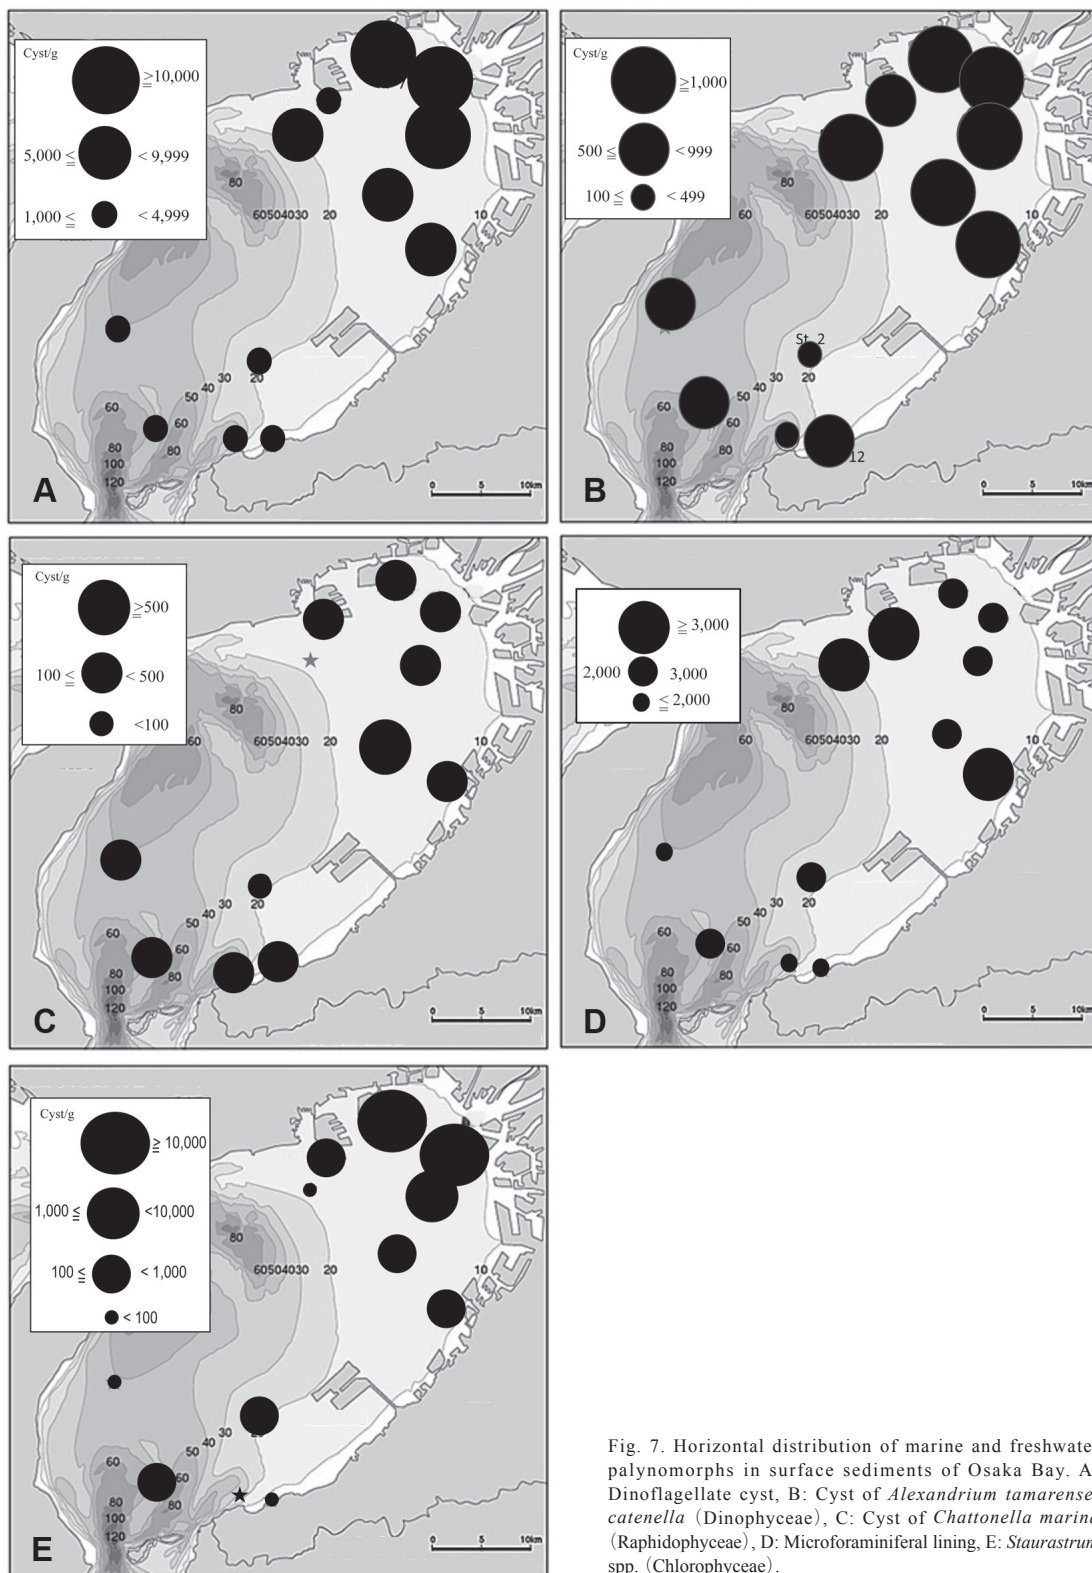 Cyst/g
≧10,000
5,000 ≦ < 9,999
1,000 ≦ < 4,999
80
60504030 20 10
60
50
40
30
20
60
60
80
80
100
120
A
0 5 10km
Cyst/g
≧1,000
500 ≦ < 999
100 ≦ < 499
80
60504030 20 10
60
St. 2
50
40
30
20
60
60
80
80
100
120
12
B
0 5 10km
Cyst/g
≧500
100 ≦ < 500
<100
80
60504030 20 10
60
50
40
30
20
60
60
80
80
100
120
C
0 5 10km
≧ 3,000
2,000 3,000
≦ 2,000
80
60504030 20 10
60
50
40
30
20
60
60
80
80
100
120
D
0 5 10km
Cyst/g
≧ 10,000
1,000 ≦ <10,000
100 ≦ < 1,000
< 100
80
60504030 20 10
50
40
30
60
60
80
80
100
120
E
0 5 10km
Fig. 7. Horizontal distribution of marine and freshwate
palynomorphs in surface sediments of Osaka Bay. A
Dinoflagellate cyst, B: Cyst of Alexandrium tamarense
catenella (Dinophyceae), C: Cyst of Chattonella marina
(Raphidophyceae), D: Microforaminiferal lining, E: Staurastrum
spp. (Chlorophyceae).